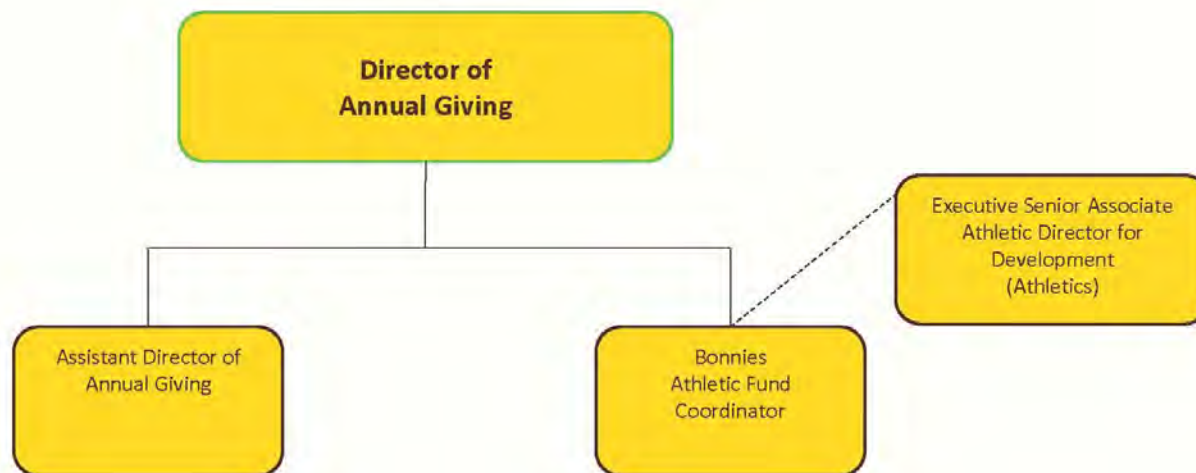 Director of
Annual Giving
Executive Senior Associate
Athletic Director for
Development
(Athletics)
Assistant Director of
Annual Giving
Bonnies
Athletic Fund
Coordinator